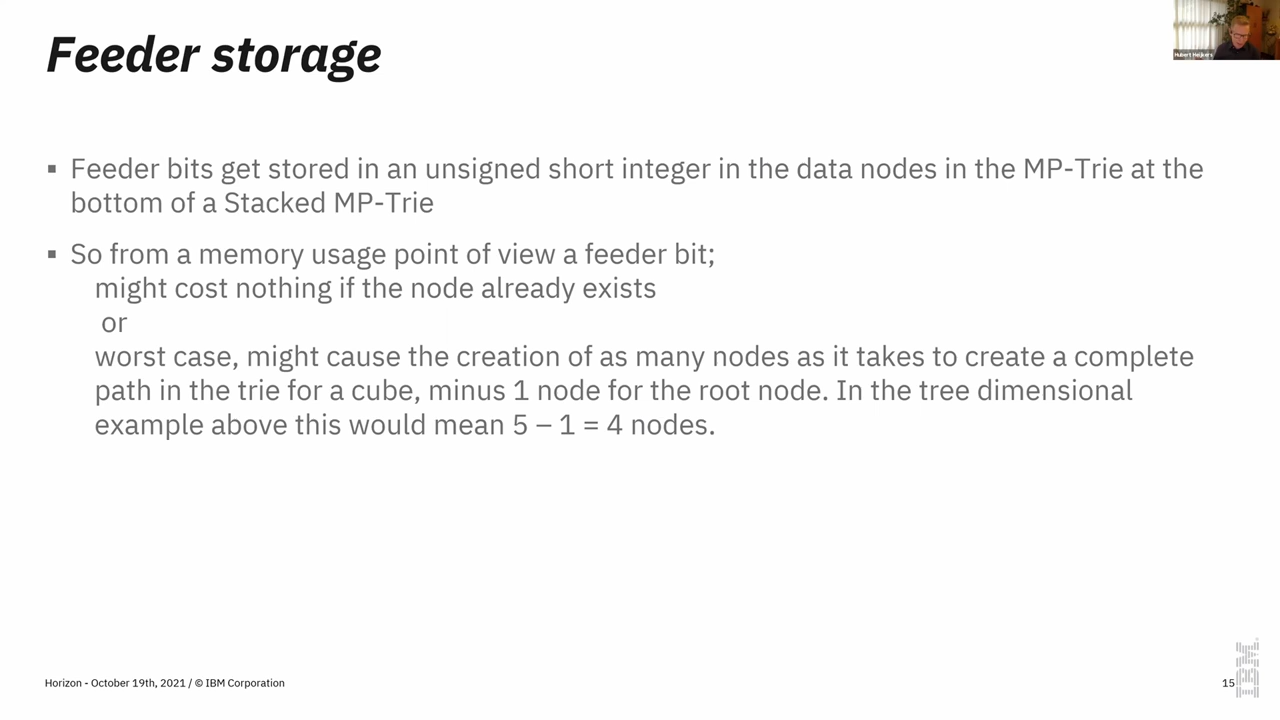 Feeder storage
Hubert Heijkers
▪ Feeder bits get stored in an unsigned short integer in the data nodes in the MP-Trie at the
bottom of a Stacked MP-Trie
▪ So from a memory usage point of view a feeder bit;
might cost nothing if the node already exists
or
worst case, might cause the creation of as many nodes as it takes to create a complete
path in the trie for a cube, minus 1 node for the root node. In the tree dimensional
example above this would mean 5 – 1 = 4 nodes.
Horizon - October 19th, 2021 / © IBM Corporation
15
IBM